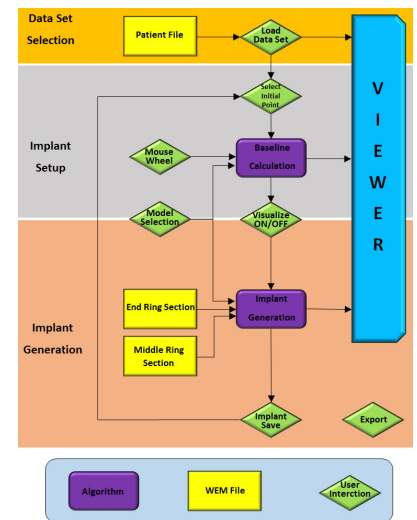 Data Set
Selection
Patient File
Load
Data Set
Select
Initial
Point
VIEWER
Implant
Setup
Mouse
Wheel
Baseline
Calculation
Model
Selection
Visualize
ON/OFF
Implant
Generation
End Ring Section
Implant
Generation
Middle Ring
Section
Implant
Save
Export
Algorithm
WEM File
User
Interction